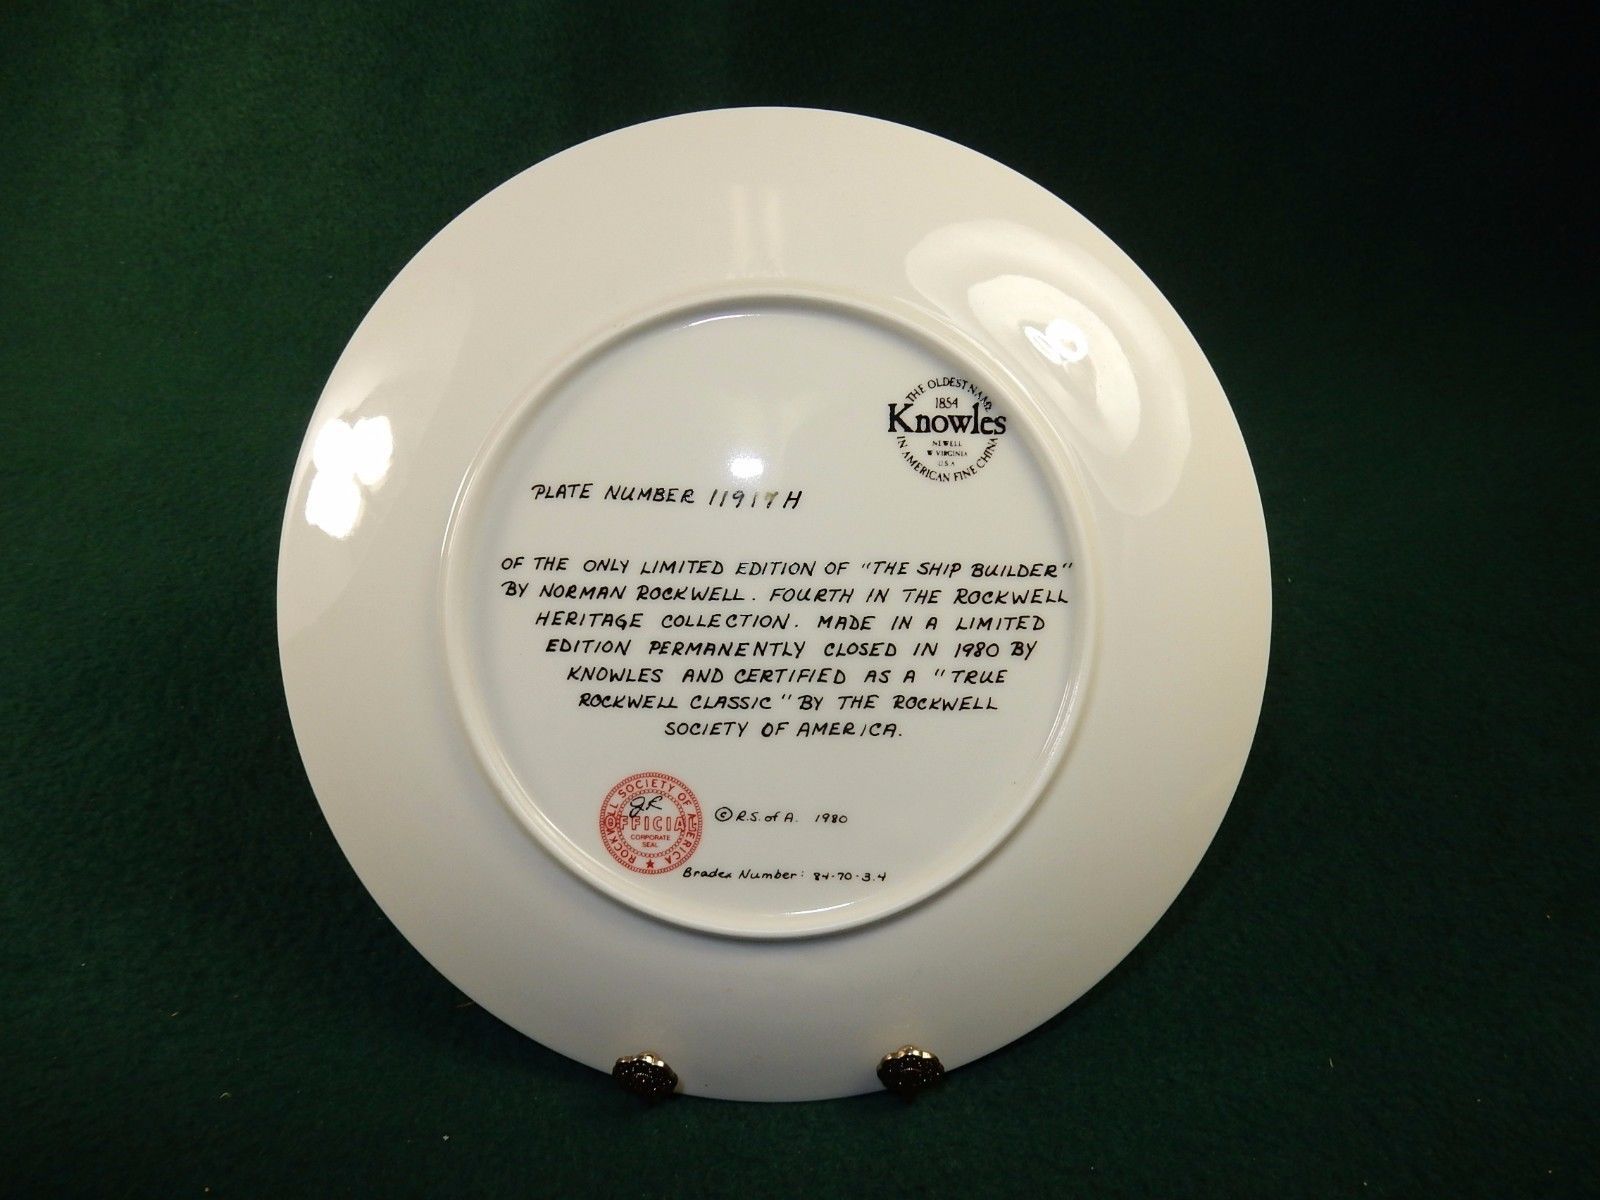 THE OLDEST NAME
1854
Knowles
NEWELL
W VIRGINIA
U.S.A
IN AMERICAN FINE CHINA
PLATE NUMBER 11917H
OF THE ONLY LIMITED EDITION OF "THE SHIP BUILDER"
BY NORMAN ROCKWELL. FOURTH IN THE ROCKWELL
HERITAGE COLLECTION. MADE IN A LIMITED
EDITION PERMANENTLY CLOSED IN 1980 BY
KNOWLES AND CERTIFIED AS A "TRUE
ROCKWELL CLASSIC" BY THE ROCKWELL
SOCIETY OF AMERICA.
ROCKWELL SOCIETY OF AMERICA
JR
OFFICIAL
CORPORATE
SEAL
© R.S. of A. 1980
Bradex Number: 84-70-3.4